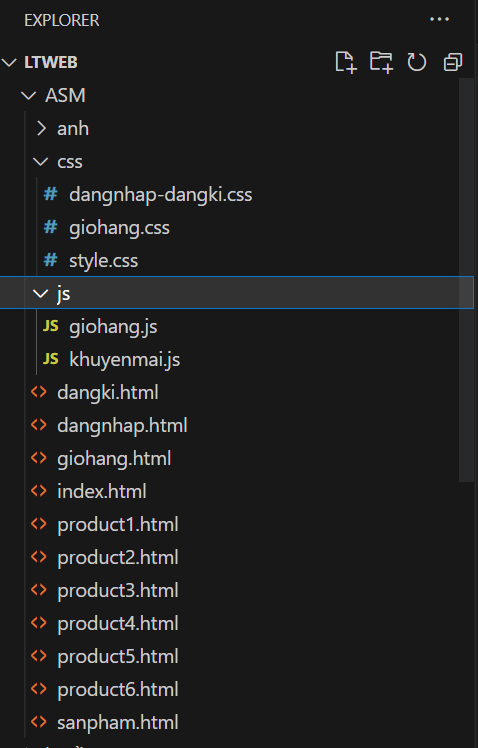 EXPLORER
LTWEB
ASM
anh
css
# dangnhap-dangki.css
# giohang.css
# style.css
js
JS giohang.js
JS khuyenmai.js
<> dangki.html
<> dangnhap.html
<> giohang.html
<> index.html
<> product1.html
<> product2.html
<> product3.html
<> product4.html
<> product5.html
<> product6.html
<> sanpham.html